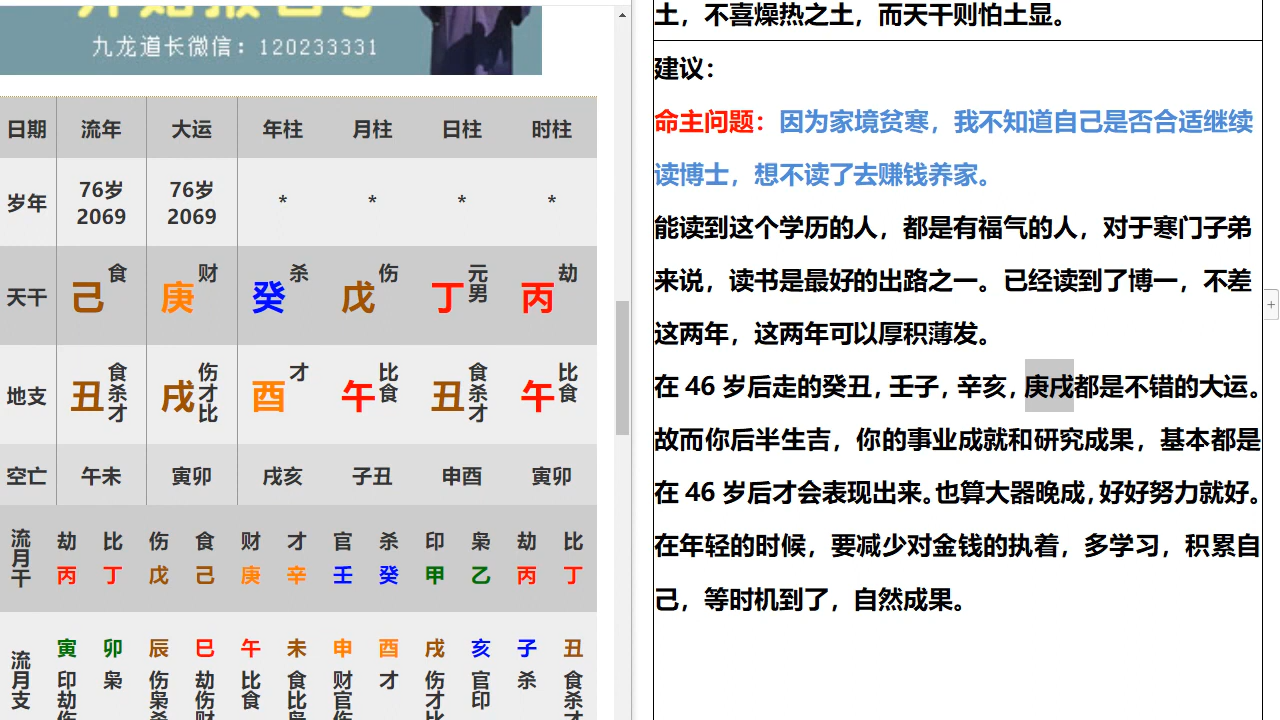 九龙道长微信：120233331
日期 流年 大运 年柱 月柱 日柱 时柱
岁年 76岁 2069 76岁 2069 * * * *
天干 己 食 庚 财 癸 杀 戊 伤 丁 元男 丙 劫
地支 丑 食杀才 戌 伤才比 酉 才 午 比食 丑 食杀才 午 比食
空亡 午未 寅卯 戌亥 子丑 申酉 寅卯
流月干 劫 比 伤 食 财 才 官 杀 印 枭 劫 比
丙 丁 戊 己 庚 辛 壬 癸 甲 乙 丙 丁
流月支 寅 卯 辰 巳 午 未 申 酉 戌 亥 子 丑
印劫伤 枭 伤枭杀 劫伤财 比食 食比枭 财官伤 才 伤才比 官印 杀 食杀才
土，不喜燥热之土，而天干则怕土显。
建议：
命主问题：因为家境贫寒，我不知道自己是否合适继续
读博士，想不读了去赚钱养家。
能读到这个学历的人，都是有福气的人，对于寒门子弟
来说，读书是最好的出路之一。已经读到了博一，不差
这两年，这两年可以厚积薄发。
在 46 岁后走的癸丑，壬子，辛亥，庚戌都是不错的大运。
故而你后半生吉，你的事业成就和研究成果，基本都是
在 46 岁后才会表现出来。也算大器晚成，好好努力就好。
在年轻的时候，要减少对金钱的执着，多学习，积累自
己，等时机到了，自然成果。